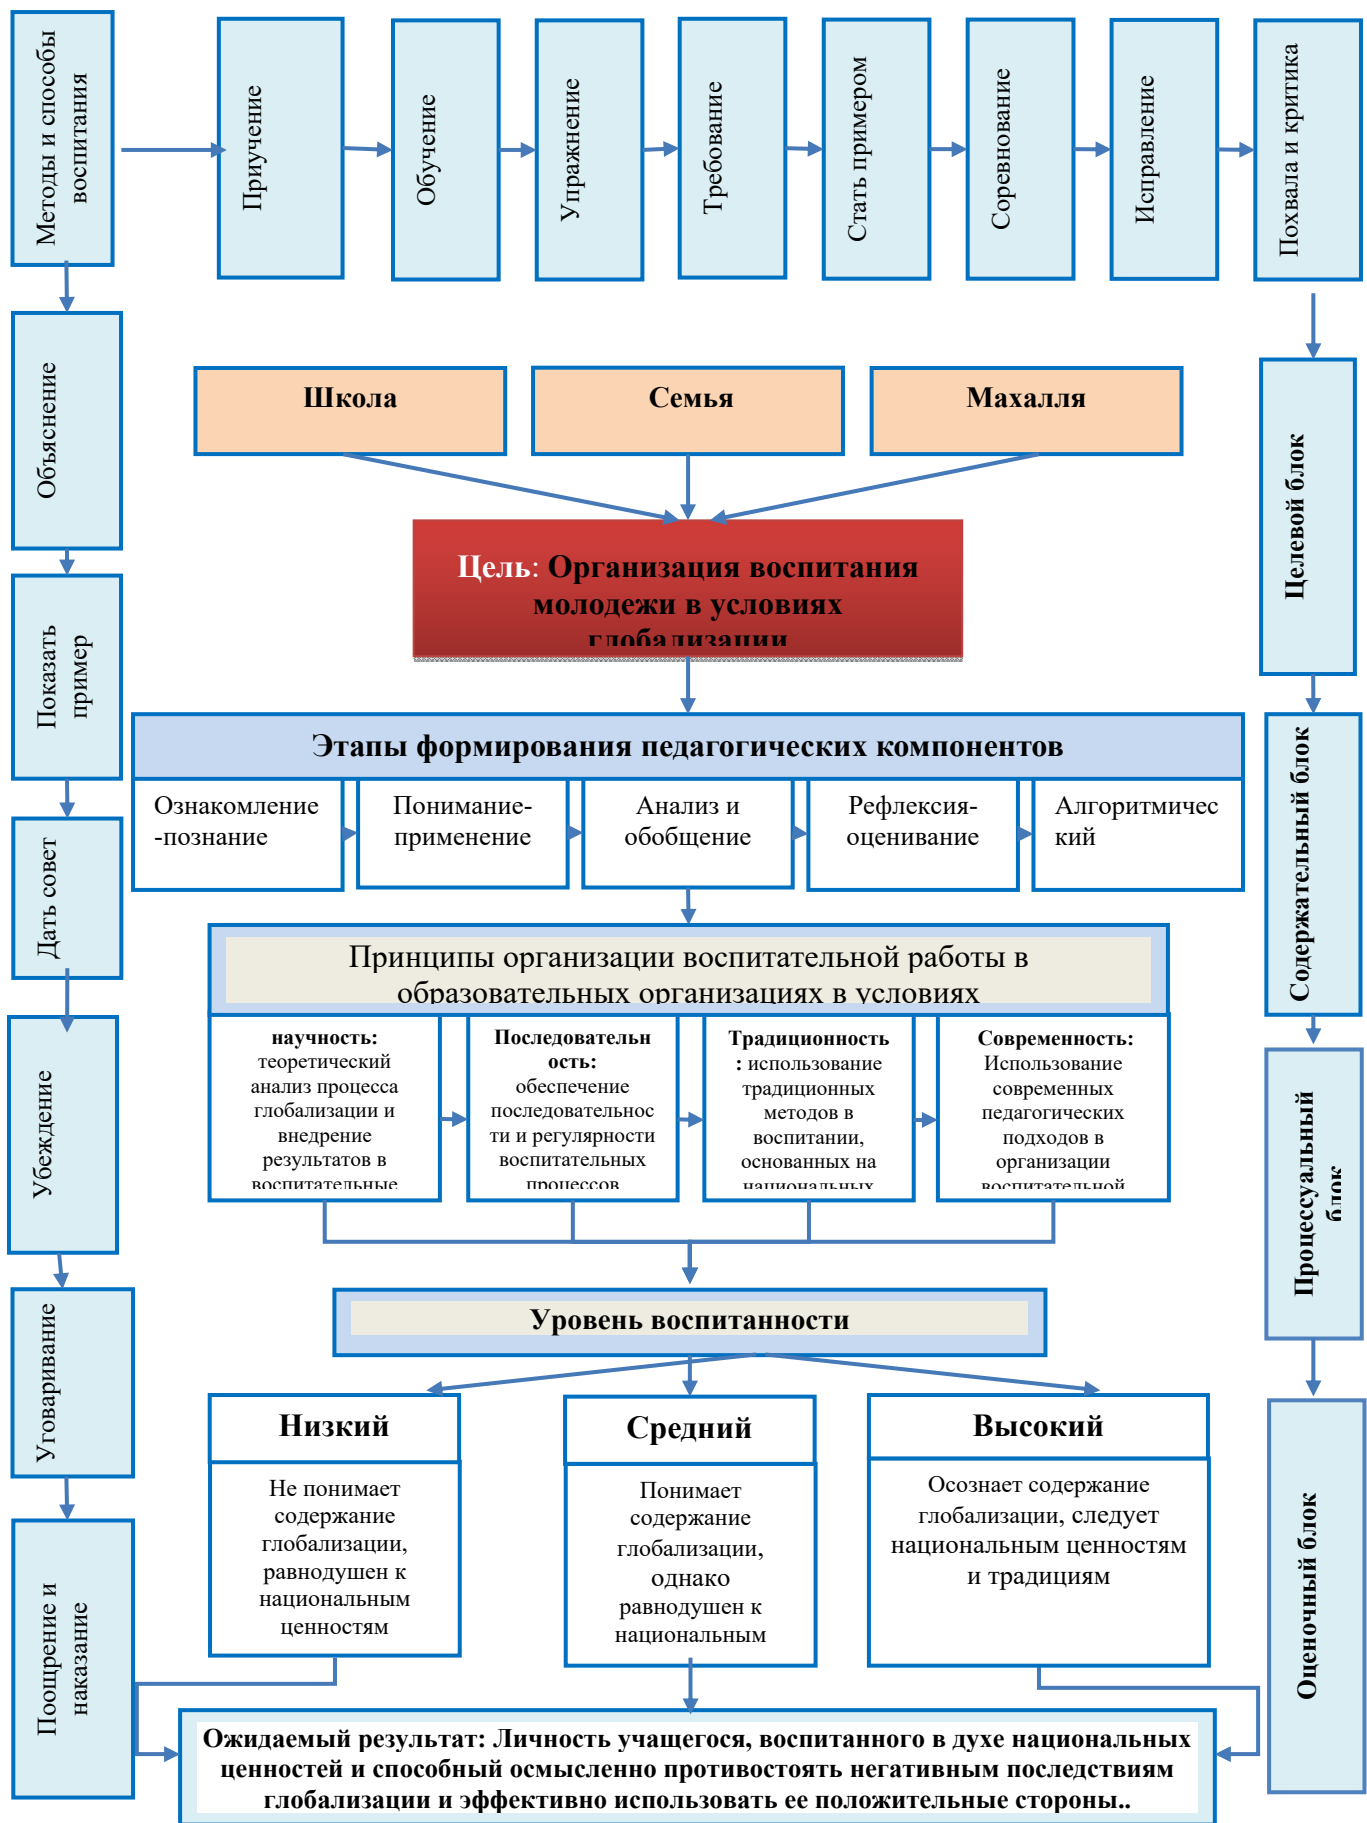 Методы и способы
воспитания
Приучение
Обучение
Упражнение
Требование
Стать примером
Соревнование
Исправление
Похвала и критика
Объяснение
Показать
пример
Дать совет
Убеждение
Уговаривание
Поощрение и
наказание
Школа
Семья
Махалля
Цель: Организация воспитания
молодежи в условиях
глобализации
Этапы формирования педагогических компонентов
Ознакомление
-познание
Понимание-
применение
Анализ и
обобщение
Рефлексия-
оценивание
Алгоритмичес
кий
Принципы организации воспитательной работы в
образовательных организациях в условиях
научность:
теоретический
анализ процесса
глобализации и
внедрение
результатов в
воспитательные
Последовательн
ость:
обеспечение
последовательнос
ти и регулярности
воспитательных
процессов
Традиционность
: использование
традиционных
методов в
воспитании,
основанных на
национальных
Современность:
Использование
современных
педагогических
подходов в
организации
воспитательной
Уровень воспитанности
Низкий
Не понимает
содержание
глобализации,
равнодушен к
национальным
ценностям
Средний
Понимает
содержание
глобализации,
однако
равнодушен к
национальным
Высокий
Осознает содержание
глобализации, следует
национальным ценностям
и традициям
Ожидаемый результат: Личность учащегося, воспитанного в духе национальных
ценностей и способный осмысленно противостоять негативным последствиям
глобализации и эффективно использовать ее положительные стороны..
Целевой блок
Содержательный блок
Процессуальный
блок
Оценочный блок